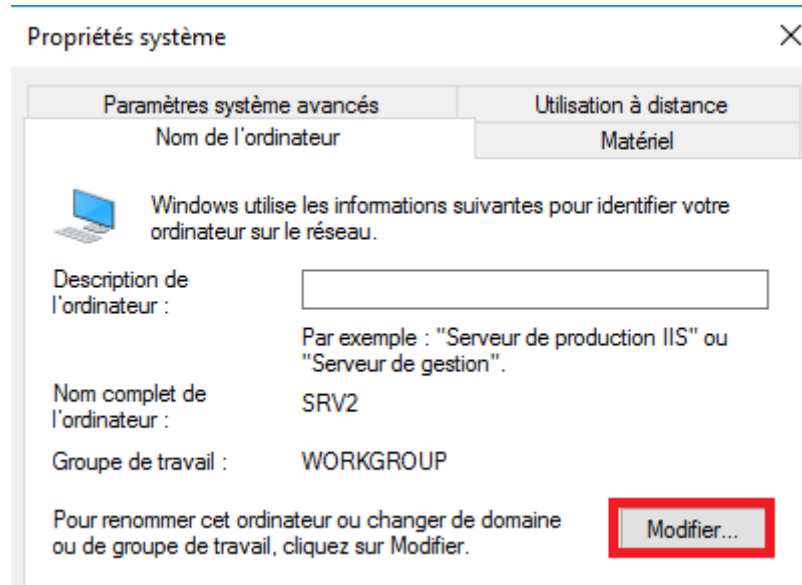 Propriétés système
Paramètres système avancés
Utilisation à distance
Nom de l'ordinateur
Matériel
Windows utilise les informations suivantes pour identifier votre
ordinateur sur le réseau.
Description de
l'ordinateur :
Par exemple : "Serveur de production IIS" ou
"Serveur de gestion".
Nom complet de
l'ordinateur :
SRV2
Groupe de travail :
WORKGROUP
Pour renommer cet ordinateur ou changer de domaine
ou de groupe de travail, cliquez sur Modifier.
Modifier...